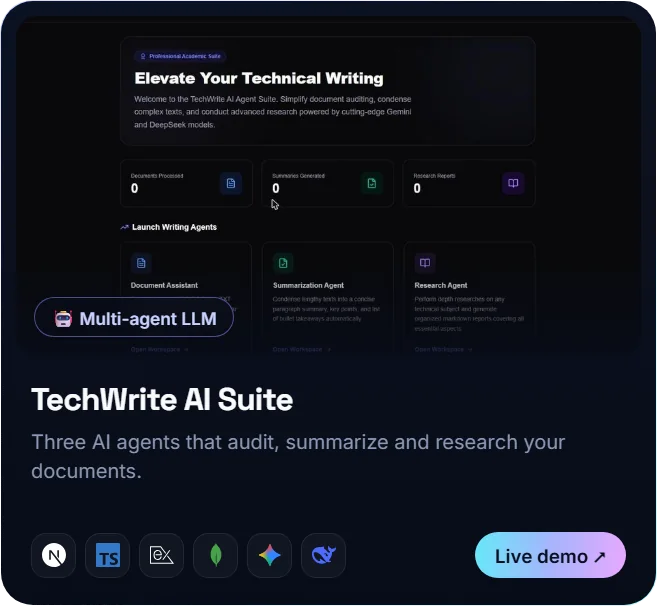 Professional Academic Suite
Elevate Your Technical Writing
Welcome to the TechWrite AI Agent Suite. Simplify document auditing, condense
complex texts, and conduct advanced research powered by cutting-edge Gemini
and DeepSeek models.
Documents Processed
0
Summaries Generated
0
Research Reports
0
Launch Writing Agents
Document Assistant
Summarization Agent
Condense lengthy texts into a concise
paragraph summary, key points, and list
of bullet takeaways automatically.
Open Workspace →
Research Agent
Perform depth researches on any
technical subject and generate
organized markdown reports covering all
essential aspects.
Open Workspace →
Open Workspace →
Multi-agent LLM
TechWrite AI Suite
Three AI agents that audit, summarize and research your
documents.
N
TS
ex
Live demo ↗